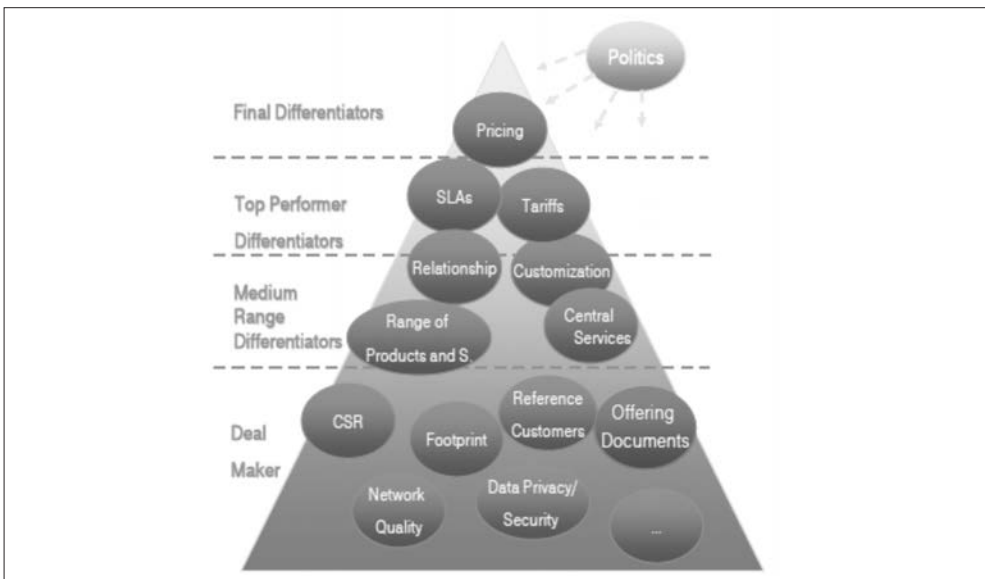 Politics
Final Differentiators
Pricing
SLAs
Tariffs
Top Performer
Differentiators
Relationship
Customization
Medium
Range
Differentiators
Range of
Products and S.
Central
Services
Deal
Maker
CSR
Footprint
Reference
Customers
Offering
Documents
Network
Quality
Data Privacy/
Security
...